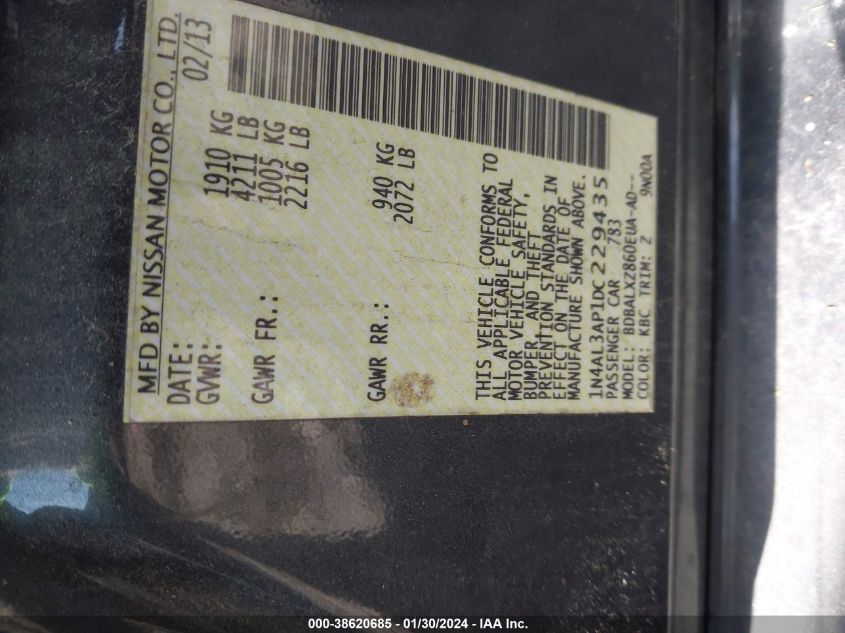 MFD BY NISSAN MOTOR CO., LTD.
DATE: 02/13
GVWR: 1910 KG
4211 LB
GAWR FR.: 1005 KG
2216 LB
GAWR RR.: 940 KG
2072 LB
THIS VEHICLE CONFORMS TO
ALL APPLICABLE FEDERAL
MOTOR VEHICLE SAFETY,
BUMPER, AND THEFT
PREVENTION STANDARDS IN
EFFECT ON THE DATE OF
MANUFACTURE SHOWN ABOVE.
1N4AL3AP1DC229435
PASSENGER CAR 783
MODEL: BDBALXZ860EUA-AD---
COLOR: KBC TRIM: Z 9N00A
000-38620685 - 01/30/2024 - IAA Inc.